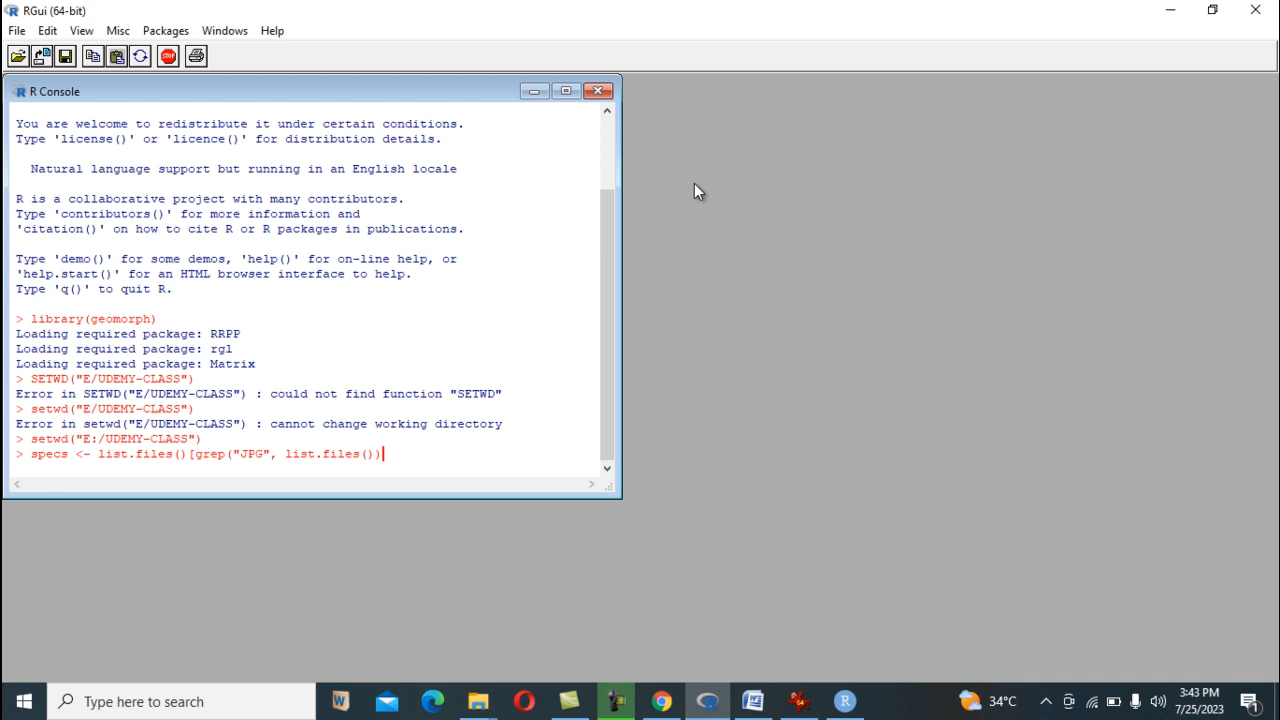 RGui (64-bit)
File Edit View Misc Packages Windows Help
STOP
R Console
You are welcome to redistribute it under certain conditions.
Type 'license()' or 'licence()' for distribution details.
Natural language support but running in an English locale
R is a collaborative project with many contributors.
Type 'contributors()' for more information and
'citation()' on how to cite R or R packages in publications.
Type 'demo()' for some demos, 'help()' for on-line help, or
'help.start()' for an HTML browser interface to help.
Type 'q()' to quit R.
> library(geomorph)
Loading required package: RRPP
Loading required package: rgl
Loading required package: Matrix
> SETWD("E/UDEMY-CLASS")
Error in SETWD("E/UDEMY-CLASS") : could not find function "SETWD"
> setwd("E/UDEMY-CLASS")
Error in setwd("E/UDEMY-CLASS") : cannot change working directory
> setwd("E:/UDEMY-CLASS")
> specs <- list.files()[grep("JPG", list.files())
Type here to search
34°C
3:43 PM
7/25/2023
1